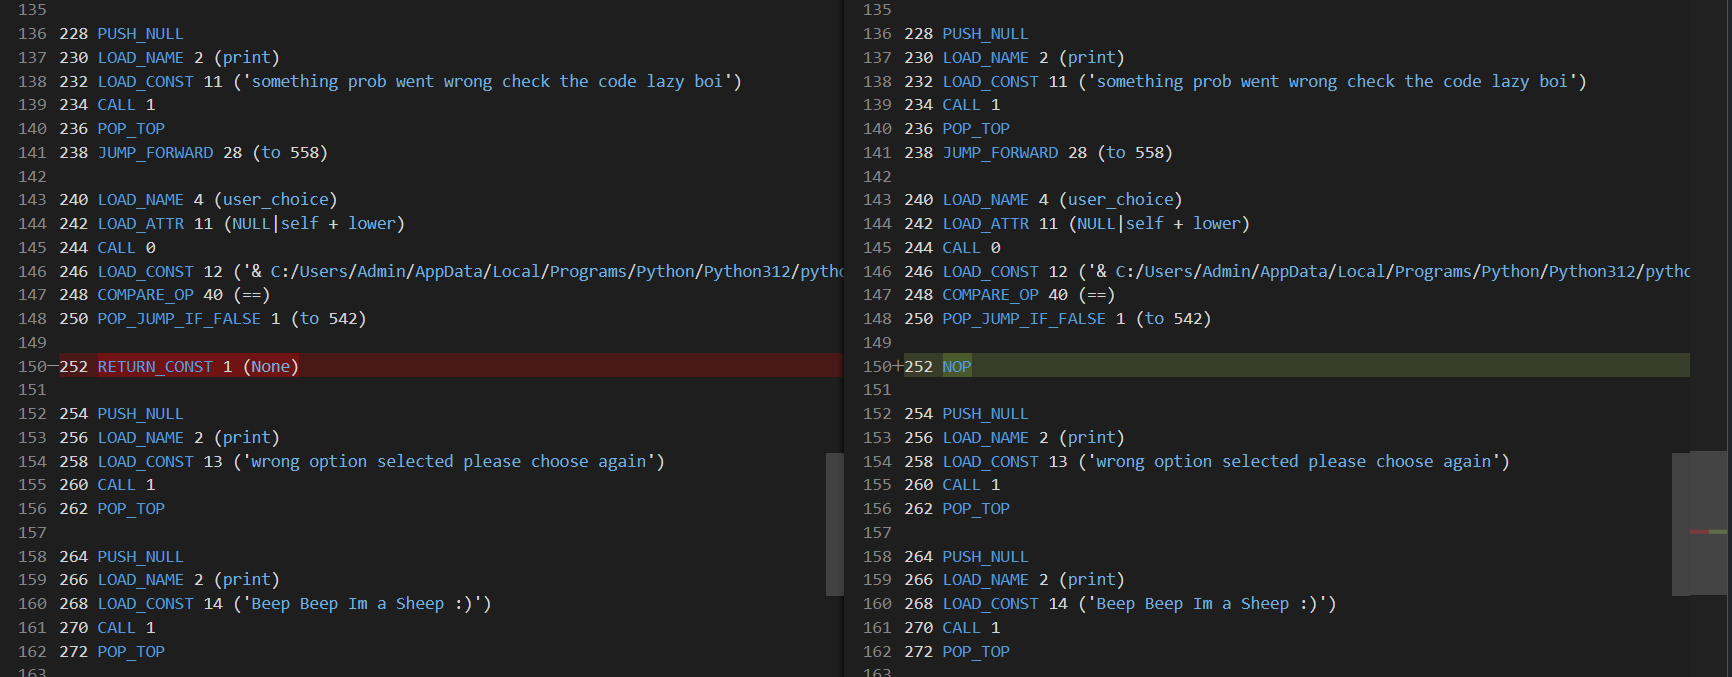 135
136 228 PUSH_NULL
137 230 LOAD_NAME 2 (print)
138 232 LOAD_CONST 11 ('something prob went wrong check the code lazy boi')
139 234 CALL 1
140 236 POP_TOP
141 238 JUMP_FORWARD 28 (to 558)
142
143 240 LOAD_NAME 4 (user_choice)
144 242 LOAD_ATTR 11 (NULL|self + lower)
145 244 CALL 0
146 246 LOAD_CONST 12 ('& C:/Users/Admin/AppData/Local/Programs/Python/Python312/pytho
147 248 COMPARE_OP 40 (==)
148 250 POP_JUMP_IF_FALSE 1 (to 542)
149
150− 252 RETURN_CONST 1 (None)
151
152 254 PUSH_NULL
153 256 LOAD_NAME 2 (print)
154 258 LOAD_CONST 13 ('wrong option selected please choose again')
155 260 CALL 1
156 262 POP_TOP
157
158 264 PUSH_NULL
159 266 LOAD_NAME 2 (print)
160 268 LOAD_CONST 14 ('Beep Beep Im a Sheep :)')
161 270 CALL 1
162 272 POP_TOP
163
135
136 228 PUSH_NULL
137 230 LOAD_NAME 2 (print)
138 232 LOAD_CONST 11 ('something prob went wrong check the code lazy boi')
139 234 CALL 1
140 236 POP_TOP
141 238 JUMP_FORWARD 28 (to 558)
142
143 240 LOAD_NAME 4 (user_choice)
144 242 LOAD_ATTR 11 (NULL|self + lower)
145 244 CALL 0
146 246 LOAD_CONST 12 ('& C:/Users/Admin/AppData/Local/Programs/Python/Python312/pytho
147 248 COMPARE_OP 40 (==)
148 250 POP_JUMP_IF_FALSE 1 (to 542)
149
150+ 252 NOP
151
152 254 PUSH_NULL
153 256 LOAD_NAME 2 (print)
154 258 LOAD_CONST 13 ('wrong option selected please choose again')
155 260 CALL 1
156 262 POP_TOP
157
158 264 PUSH_NULL
159 266 LOAD_NAME 2 (print)
160 268 LOAD_CONST 14 ('Beep Beep Im a Sheep :)')
161 270 CALL 1
162 272 POP_TOP
163